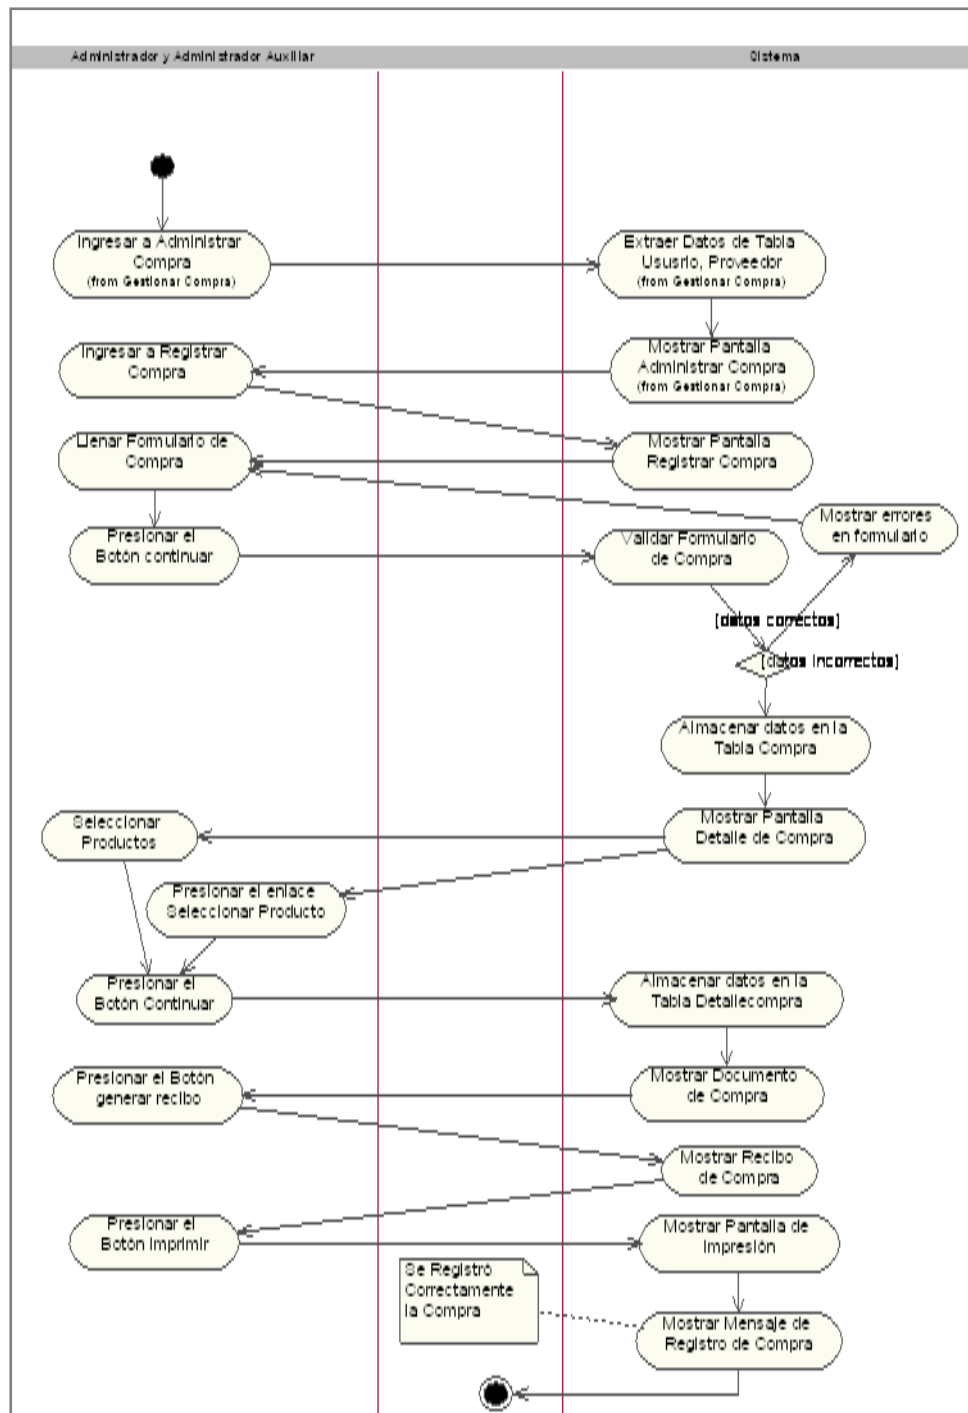 Administrador y Administrador Auxiliar
Sistema
Ingresar a Administrar
Compra
(from Gestionar Compra)
Extraer Datos de Tabla
Ususrio, Proveedor
(from Gestionar Compra)
Ingresar a Registrar
Compra
Mostrar Pantalla
Administrar Compra
(from Gestionar Compra)
Llenar Formulario de
Compra
Mostrar Pantalla
Registrar Compra
Mostrar errores
en formulario
Presionar el
Botón continuar
Validar Formulario
de Compra
[datos correctos]
[datos incorrectos]
Almacenar datos en la
Tabla Compra
Seleccionar
Productos
Mostrar Pantalla
Detalle de Compra
Presionar el enlace
Seleccionar Producto
Presionar el
Botón Continuar
Almacenar datos en la
Tabla Detallecompra
Presionar el Botón
generar recibo
Mostrar Documento
de Compra
Mostrar Recibo
de Compra
Presionar el
Botón Imprimir
Mostrar Pantalla de
Impresión
Se Registró
Correctamente
la Compra
Mostrar Mensaje de
Registro de Compra